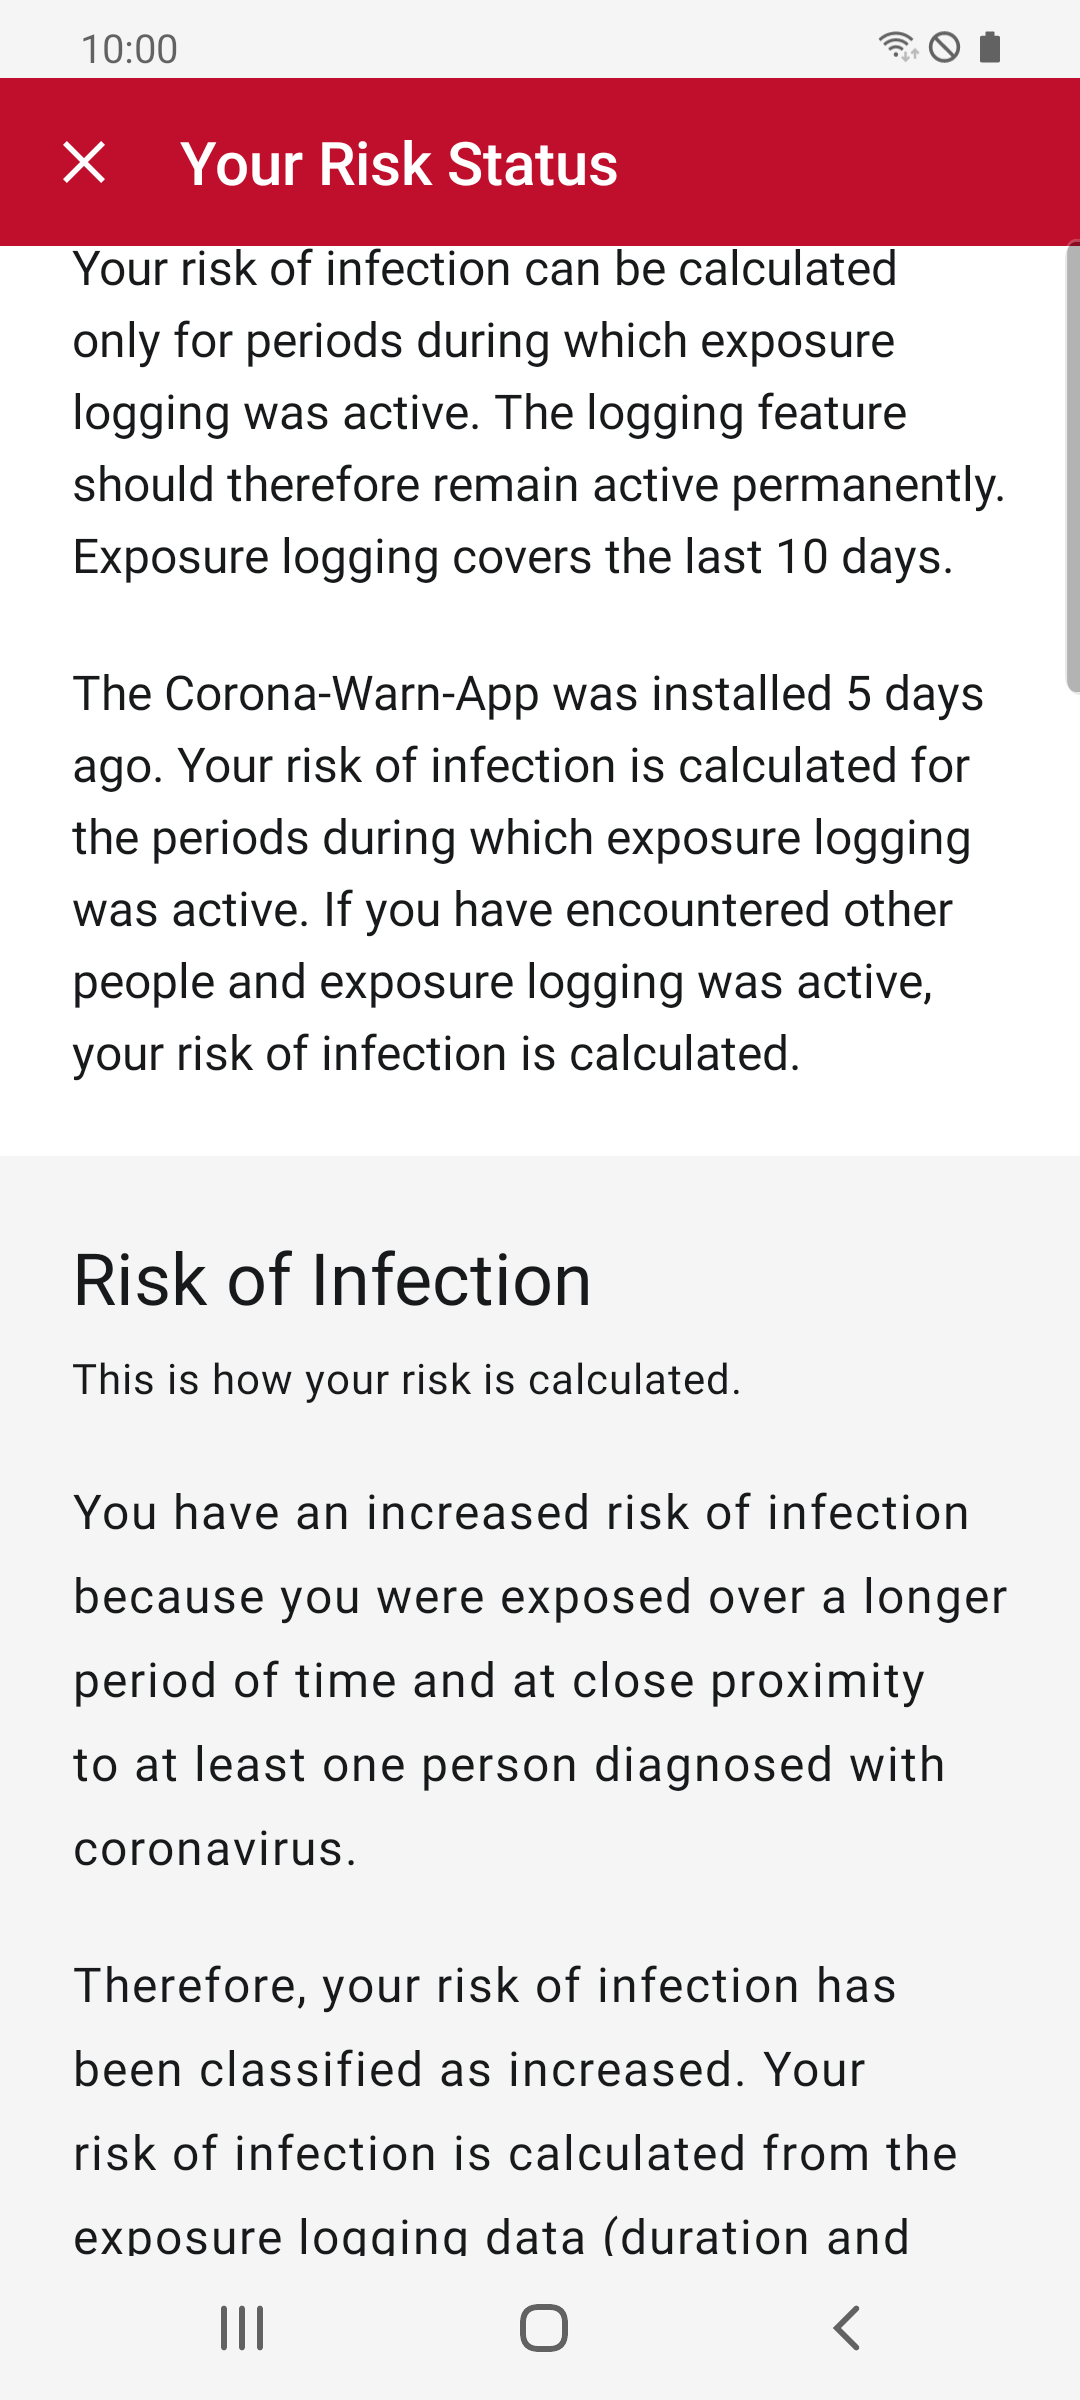 10:00
Your Risk Status
Your risk of infection can be calculated
only for periods during which exposure
logging was active. The logging feature
should therefore remain active permanently.
Exposure logging covers the last 10 days.
The Corona-Warn-App was installed 5 days
ago. Your risk of infection is calculated for
the periods during which exposure logging
was active. If you have encountered other
people and exposure logging was active,
your risk of infection is calculated.
Risk of Infection
This is how your risk is calculated.
You have an increased risk of infection
because you were exposed over a longer
period of time and at close proximity
to at least one person diagnosed with
coronavirus.
Therefore, your risk of infection has
been classified as increased. Your
risk of infection is calculated from the
exposure logging data (duration and